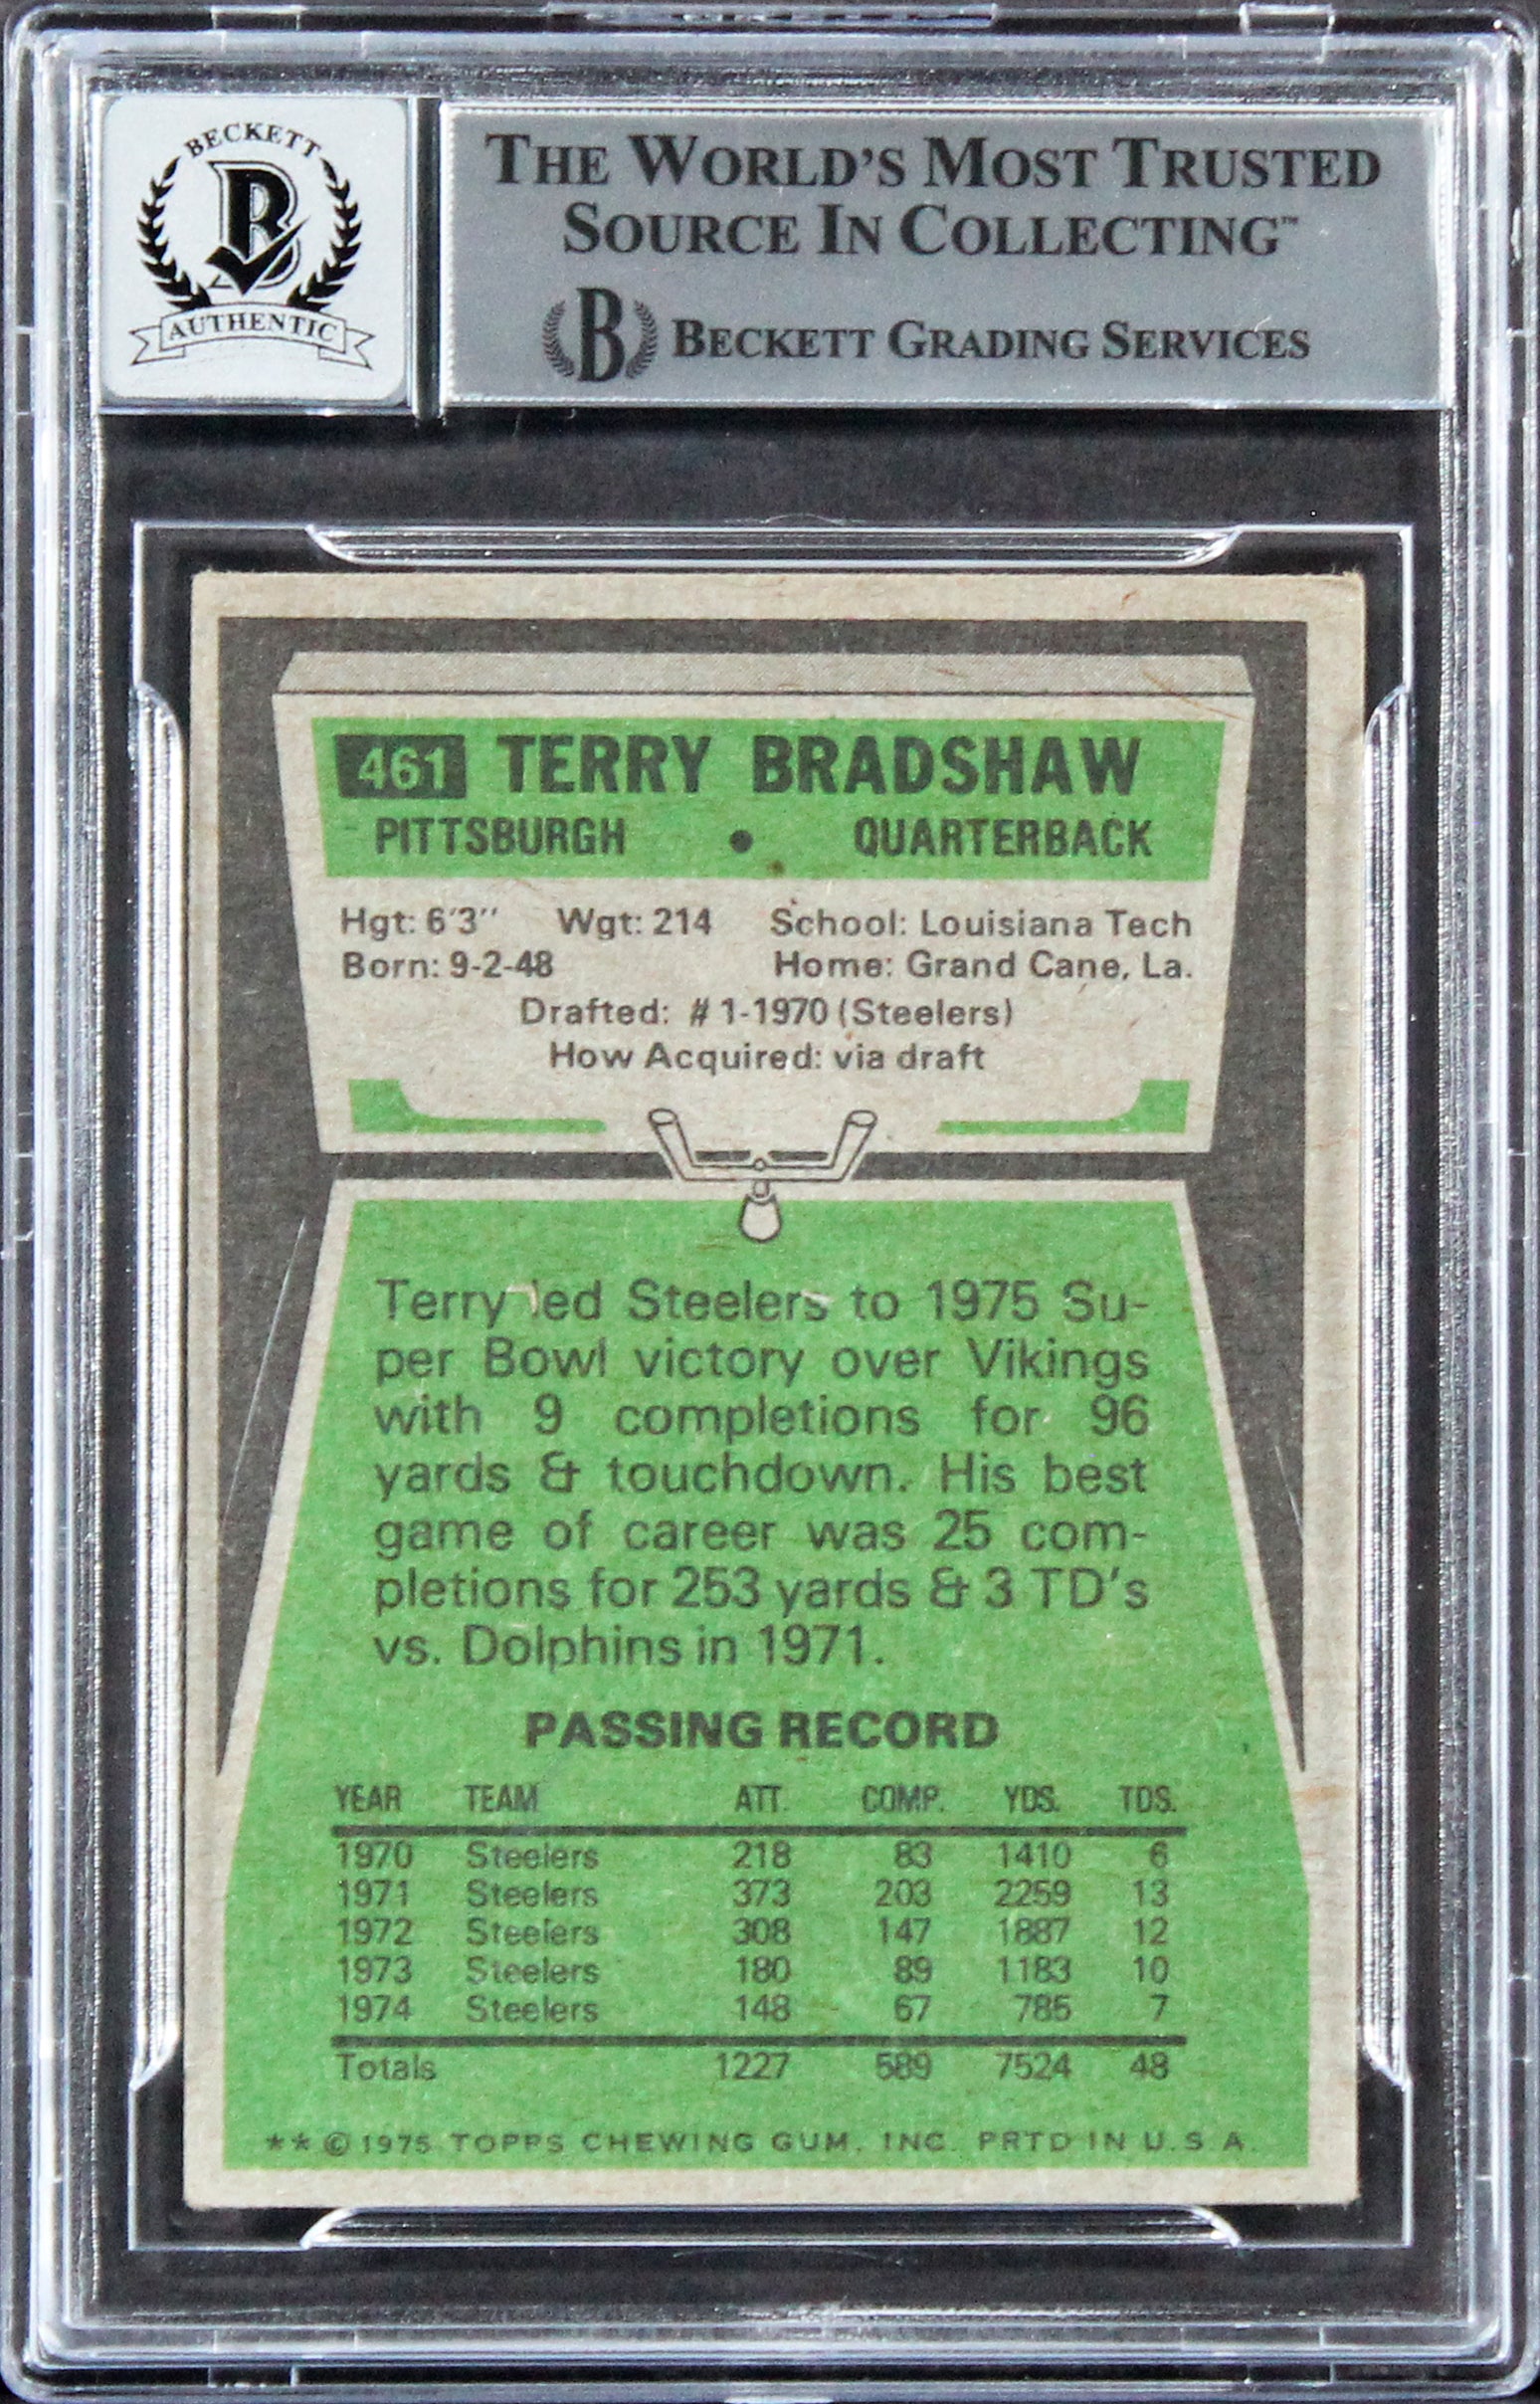 BECKETT
B
AUTHENTIC
THE WORLD'S MOST TRUSTED
SOURCE IN COLLECTING™
B BECKETT GRADING SERVICES
461 TERRY BRADSHAW
PITTSBURGH • QUARTERBACK
Hgt: 6'3'' Wgt: 214 School: Louisiana Tech
Born: 9-2-48 Home: Grand Cane, La.
Drafted: #1-1970 (Steelers)
How Acquired: via draft
Terry led Steelers to 1975 Su-
per Bowl victory over Vikings
with 9 completions for 96
yards & touchdown. His best
game of career was 25 com-
pletions for 253 yards & 3 TD's
vs. Dolphins in 1971.
PASSING RECORD
YEAR TEAM ATT. COMP. YDS. TDS.
1970 Steelers 218 83 1410 6
1971 Steelers 373 203 2259 13
1972 Steelers 308 147 1887 12
1973 Steelers 180 89 1183 10
1974 Steelers 148 67 785 7
Totals 1227 589 7524 48
** © 1975 TOPPS CHEWING GUM, INC. PRTD IN U.S.A.